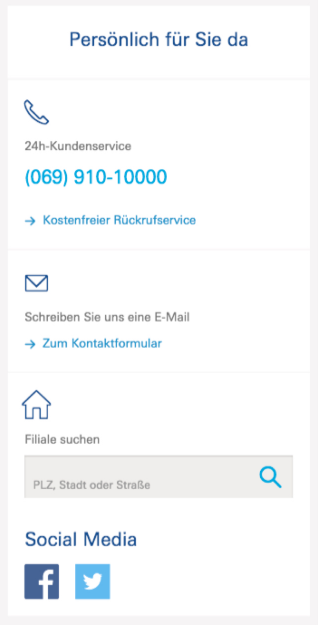 Persönlich für Sie da
24h-Kundenservice
(069) 910-10000
→ Kostenfreier Rückrufservice
Schreiben Sie uns eine E-Mail
→ Zum Kontaktformular
Filiale suchen
PLZ, Stadt oder Straße
Social Media